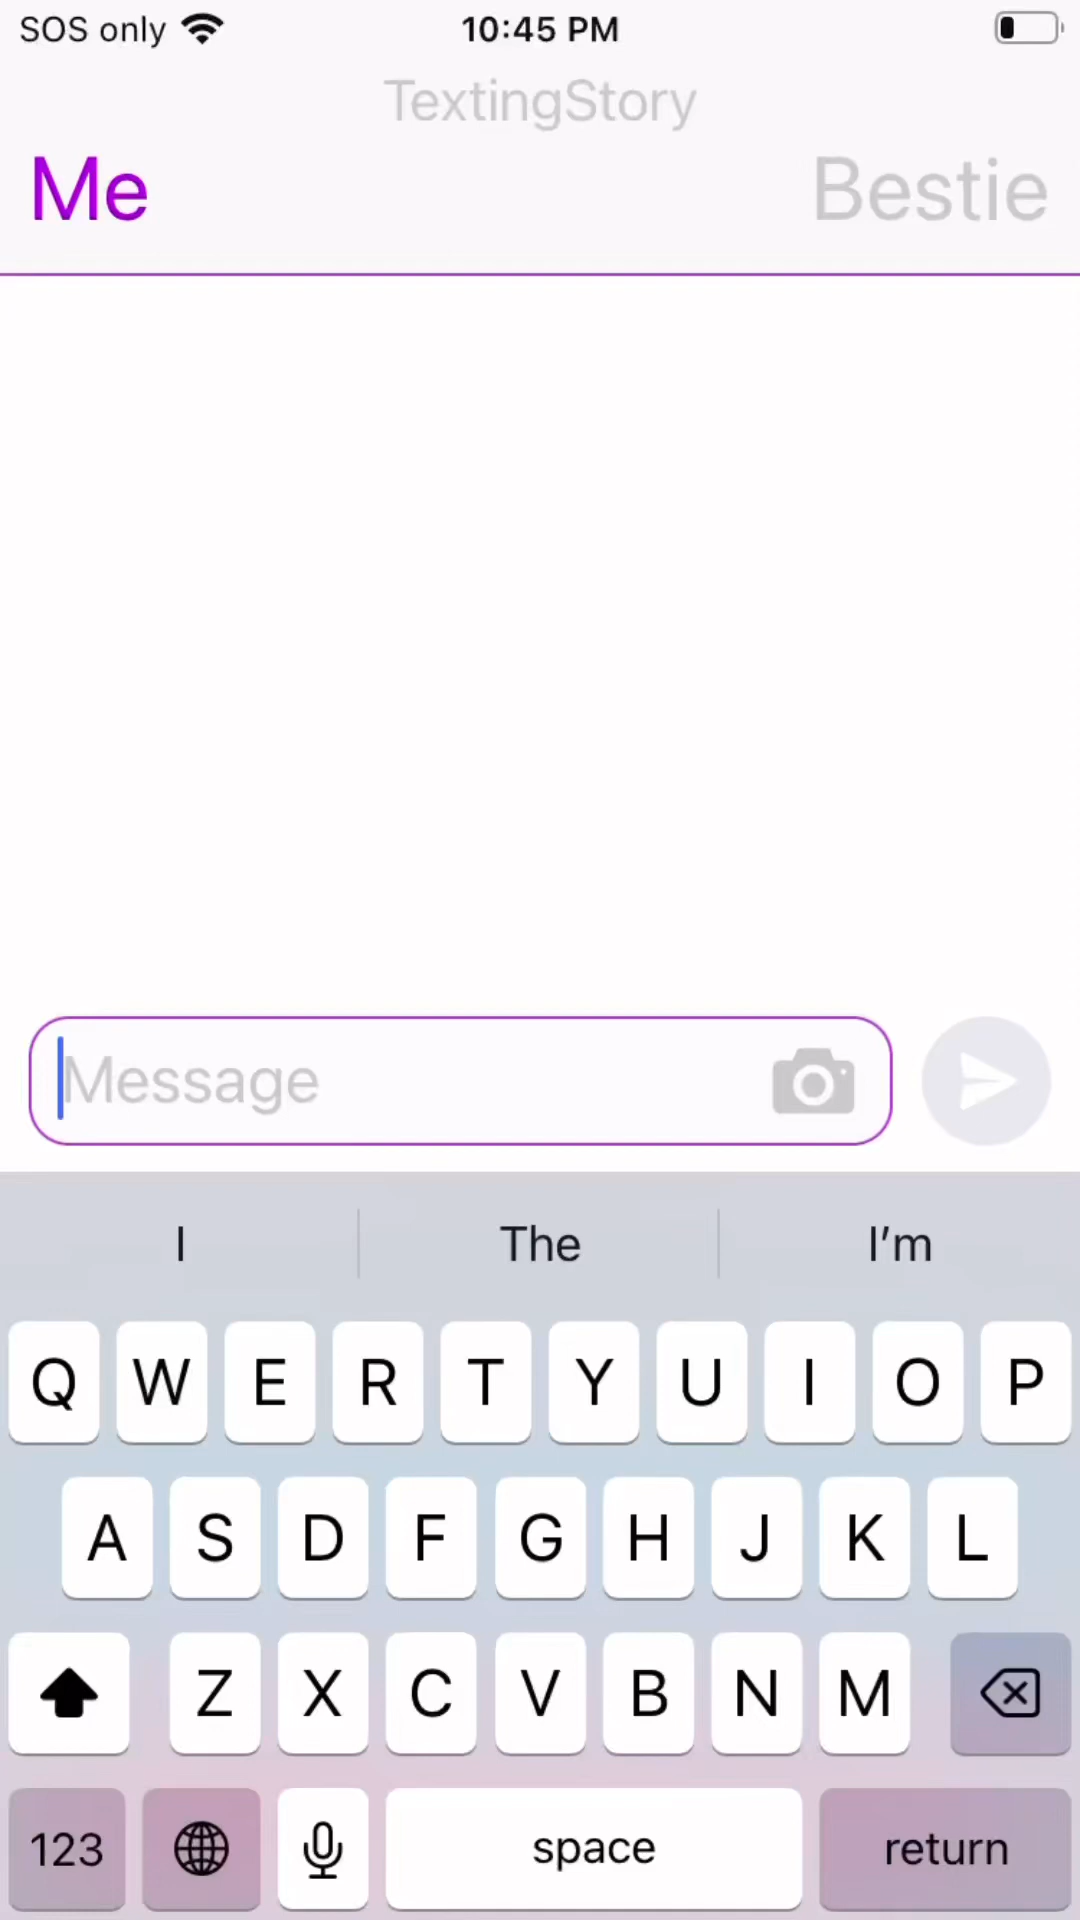 SOS only 10:45 PM
TextingStory
Me Bestie
Message
I The I’m
Q W E R T Y U I O P
A S D F G H J K L
Z X C V B N M
123 space return